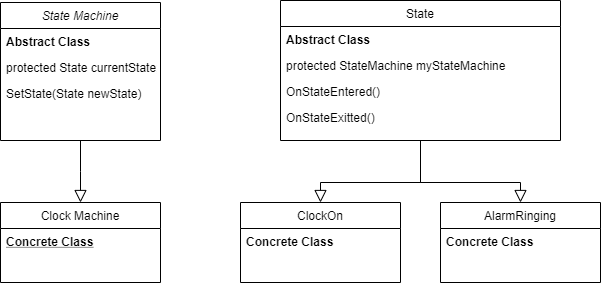 State Machine
Abstract Class
protected State currentState
SetState(State newState)
State
Abstract Class
protected StateMachine myStateMachine
OnStateEntered()
OnStateExitted()
Clock Machine
Concrete Class
ClockOn
Concrete Class
AlarmRinging
Concrete Class